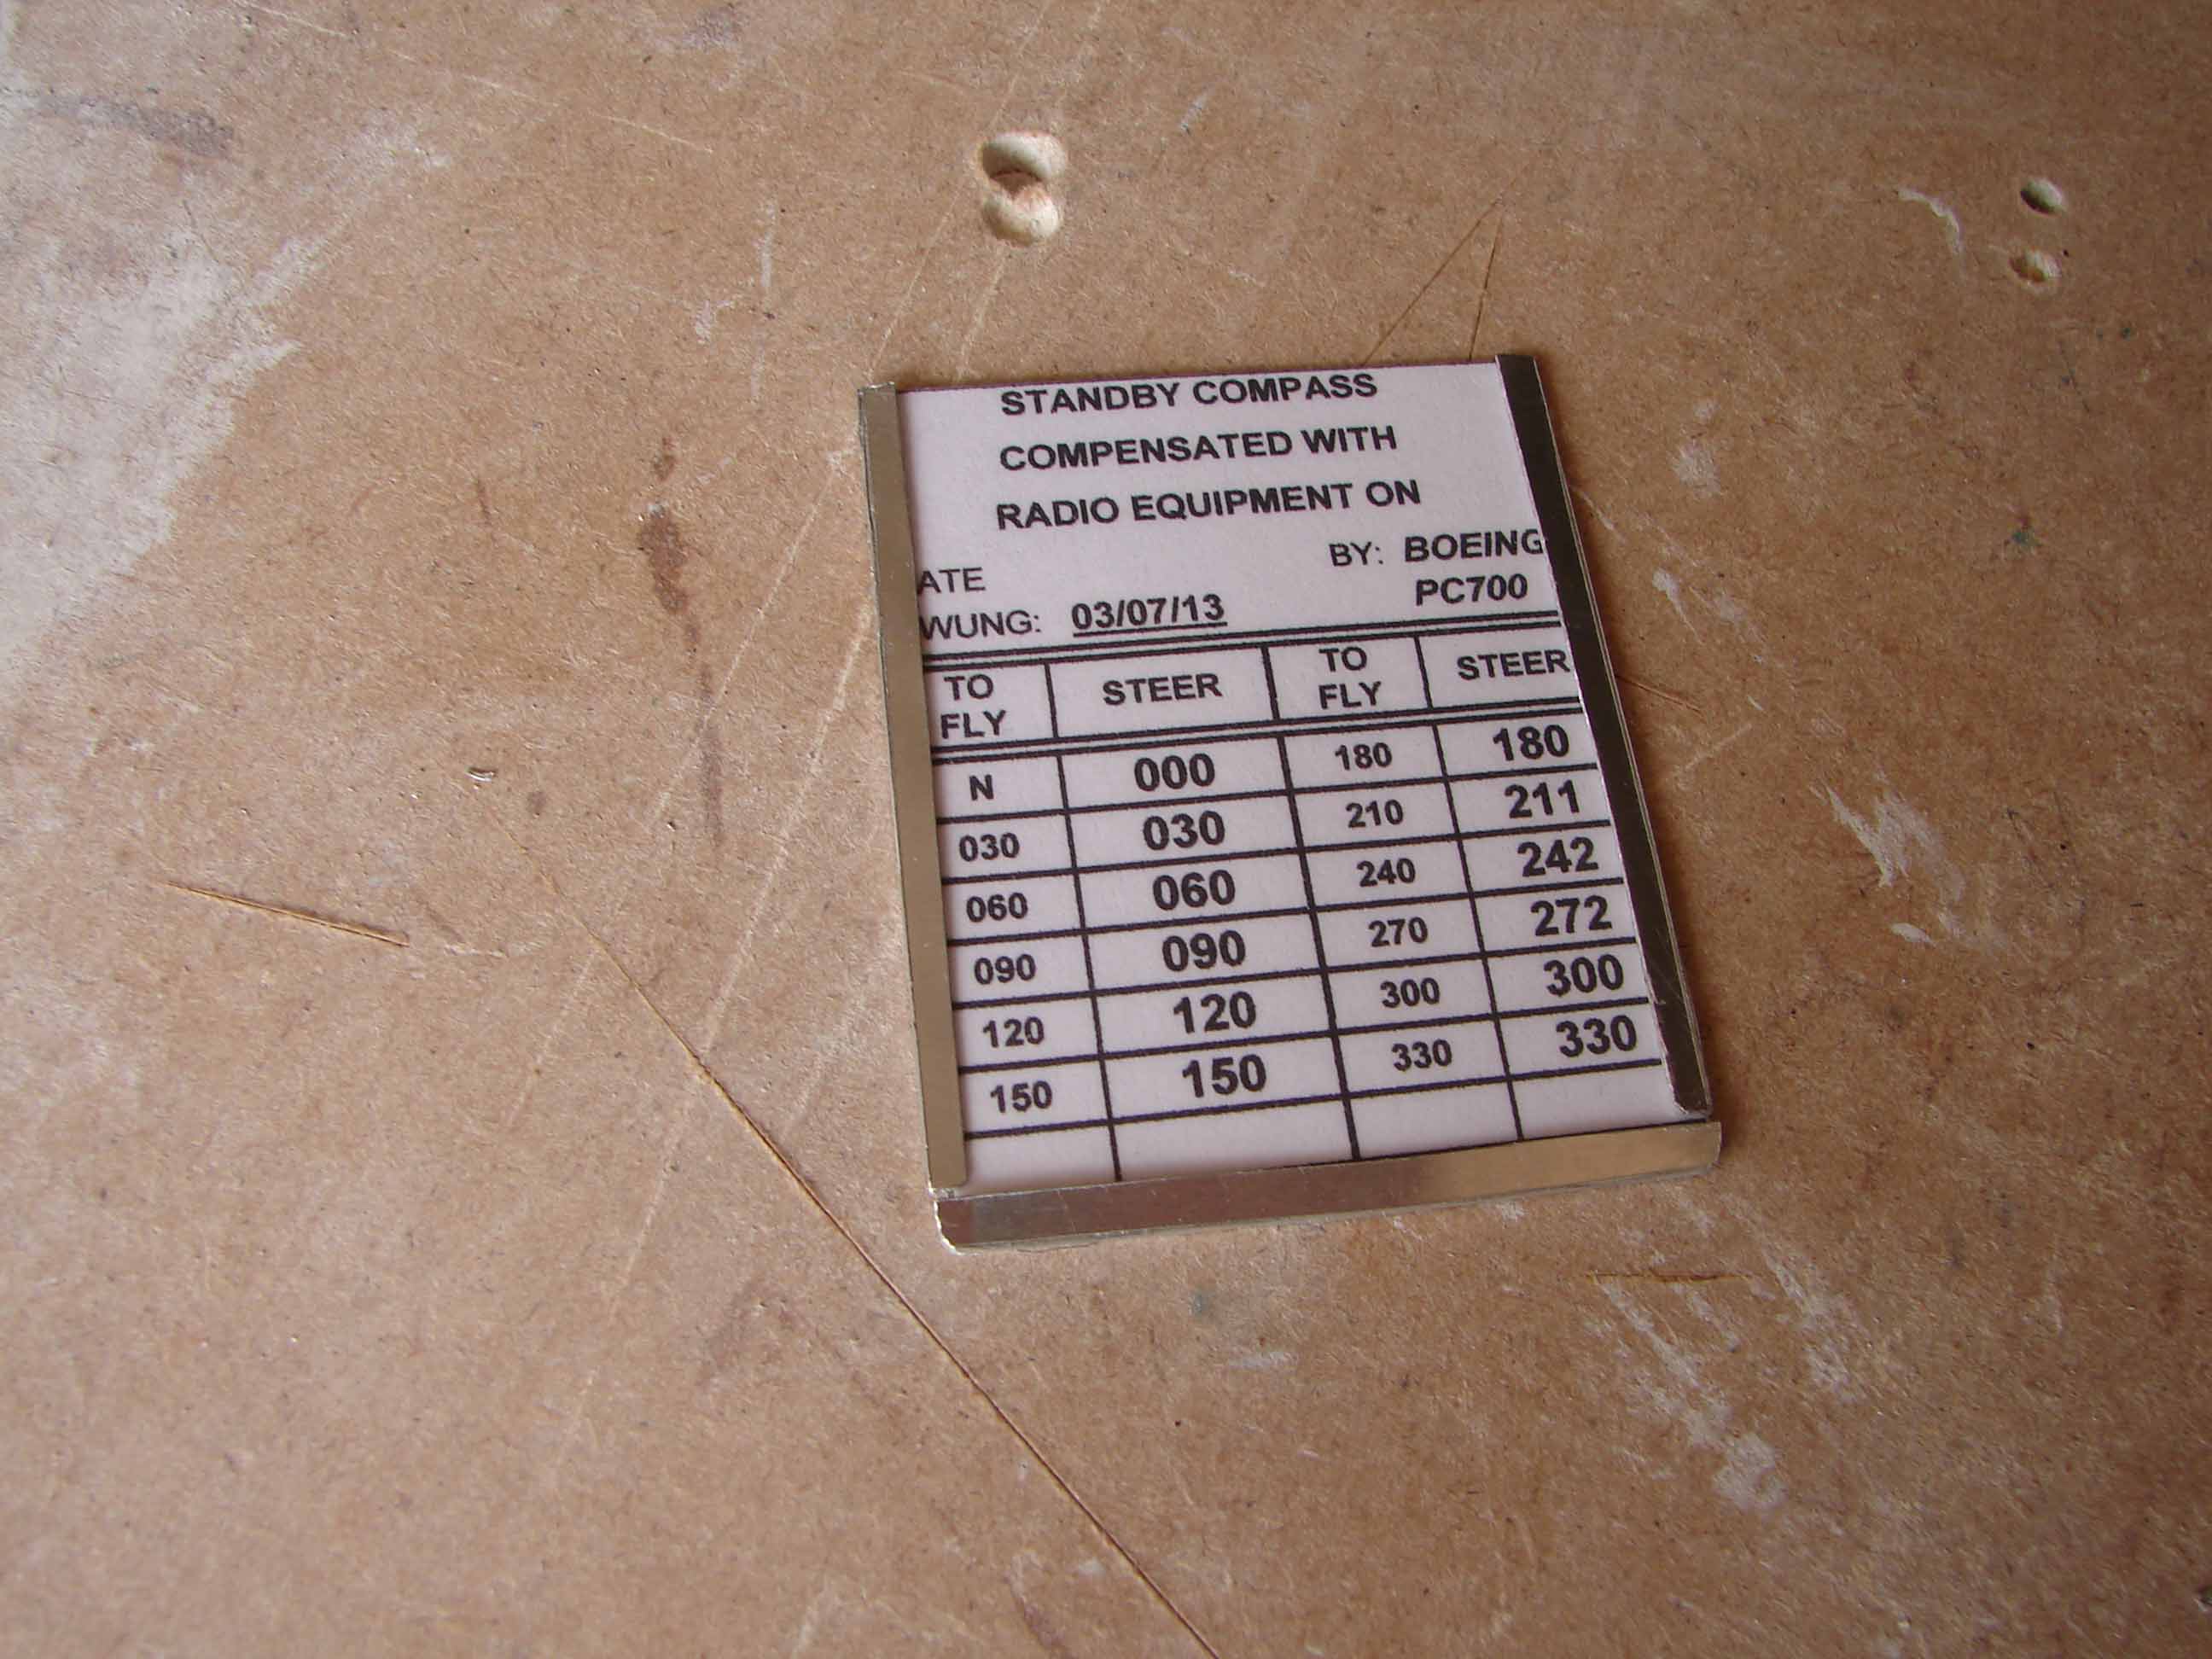 STANDBY COMPASS
COMPENSATED WITH
RADIO EQUIPMENT ON
ATE BY: BOEING
WUNG: 03/07/13 PC700
TO FLY STEER TO FLY STEER
N 000 180 180
030 030 210 211
060 060 240 242
090 090 270 272
120 120 300 300
150 150 330 330